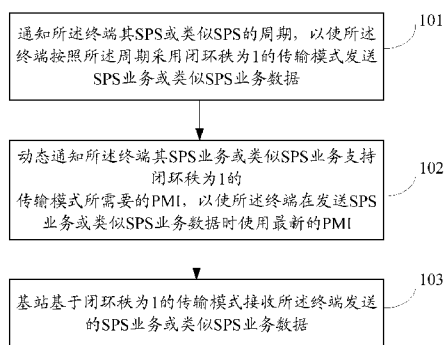 通知所述终端其SPS或类似SPS的周期，以使所述
终端按照所述周期采用闭环秩为1的传输模式发送
SPS业务或类似SPS业务数据
101
动态通知所述终端其SPS业务或类似SPS业务支持
闭环秩为1的
传输模式所需要的PMI，以使所述终端在发送SPS
业务或类似SPS业务数据时使用最新的PMI
102
基站基于闭环秩为1的传输模式接收所述终端发送
的SPS业务或类似SPS业务数据
103